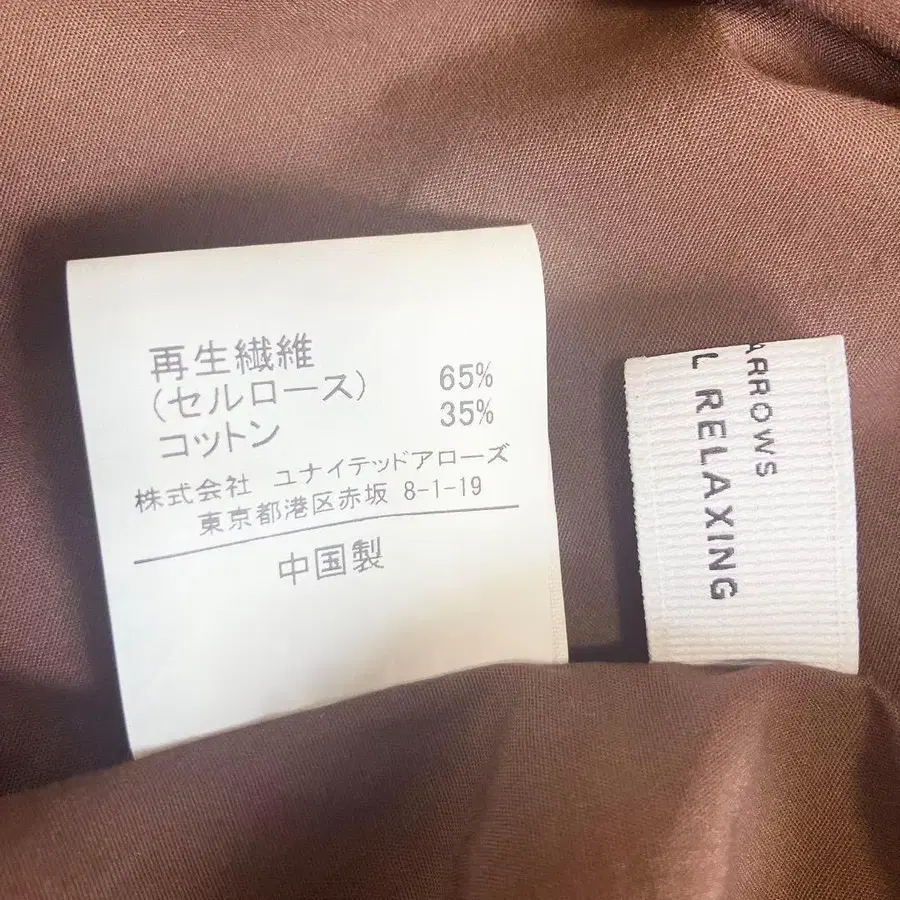 再生繊維
(セルロース) 65%
コットン 35%
株式会社 ユナイテッドアローズ
東京都港区赤坂 8-1-19
中国製
ARROWS
L RELAXING